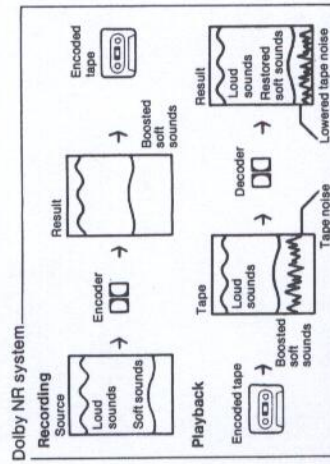 Dolby NR system
Recording
Source
Loud
sounds
Soft sounds
Encoder
Result
Boosted
soft
sounds
Encoded
tape
Playback
Encoded tape
Boosted
soft
sounds
Tape
Loud
sounds
Tape noise
Decoder
Result
Loud
sounds
Restored
soft sounds
Lowered tape noise